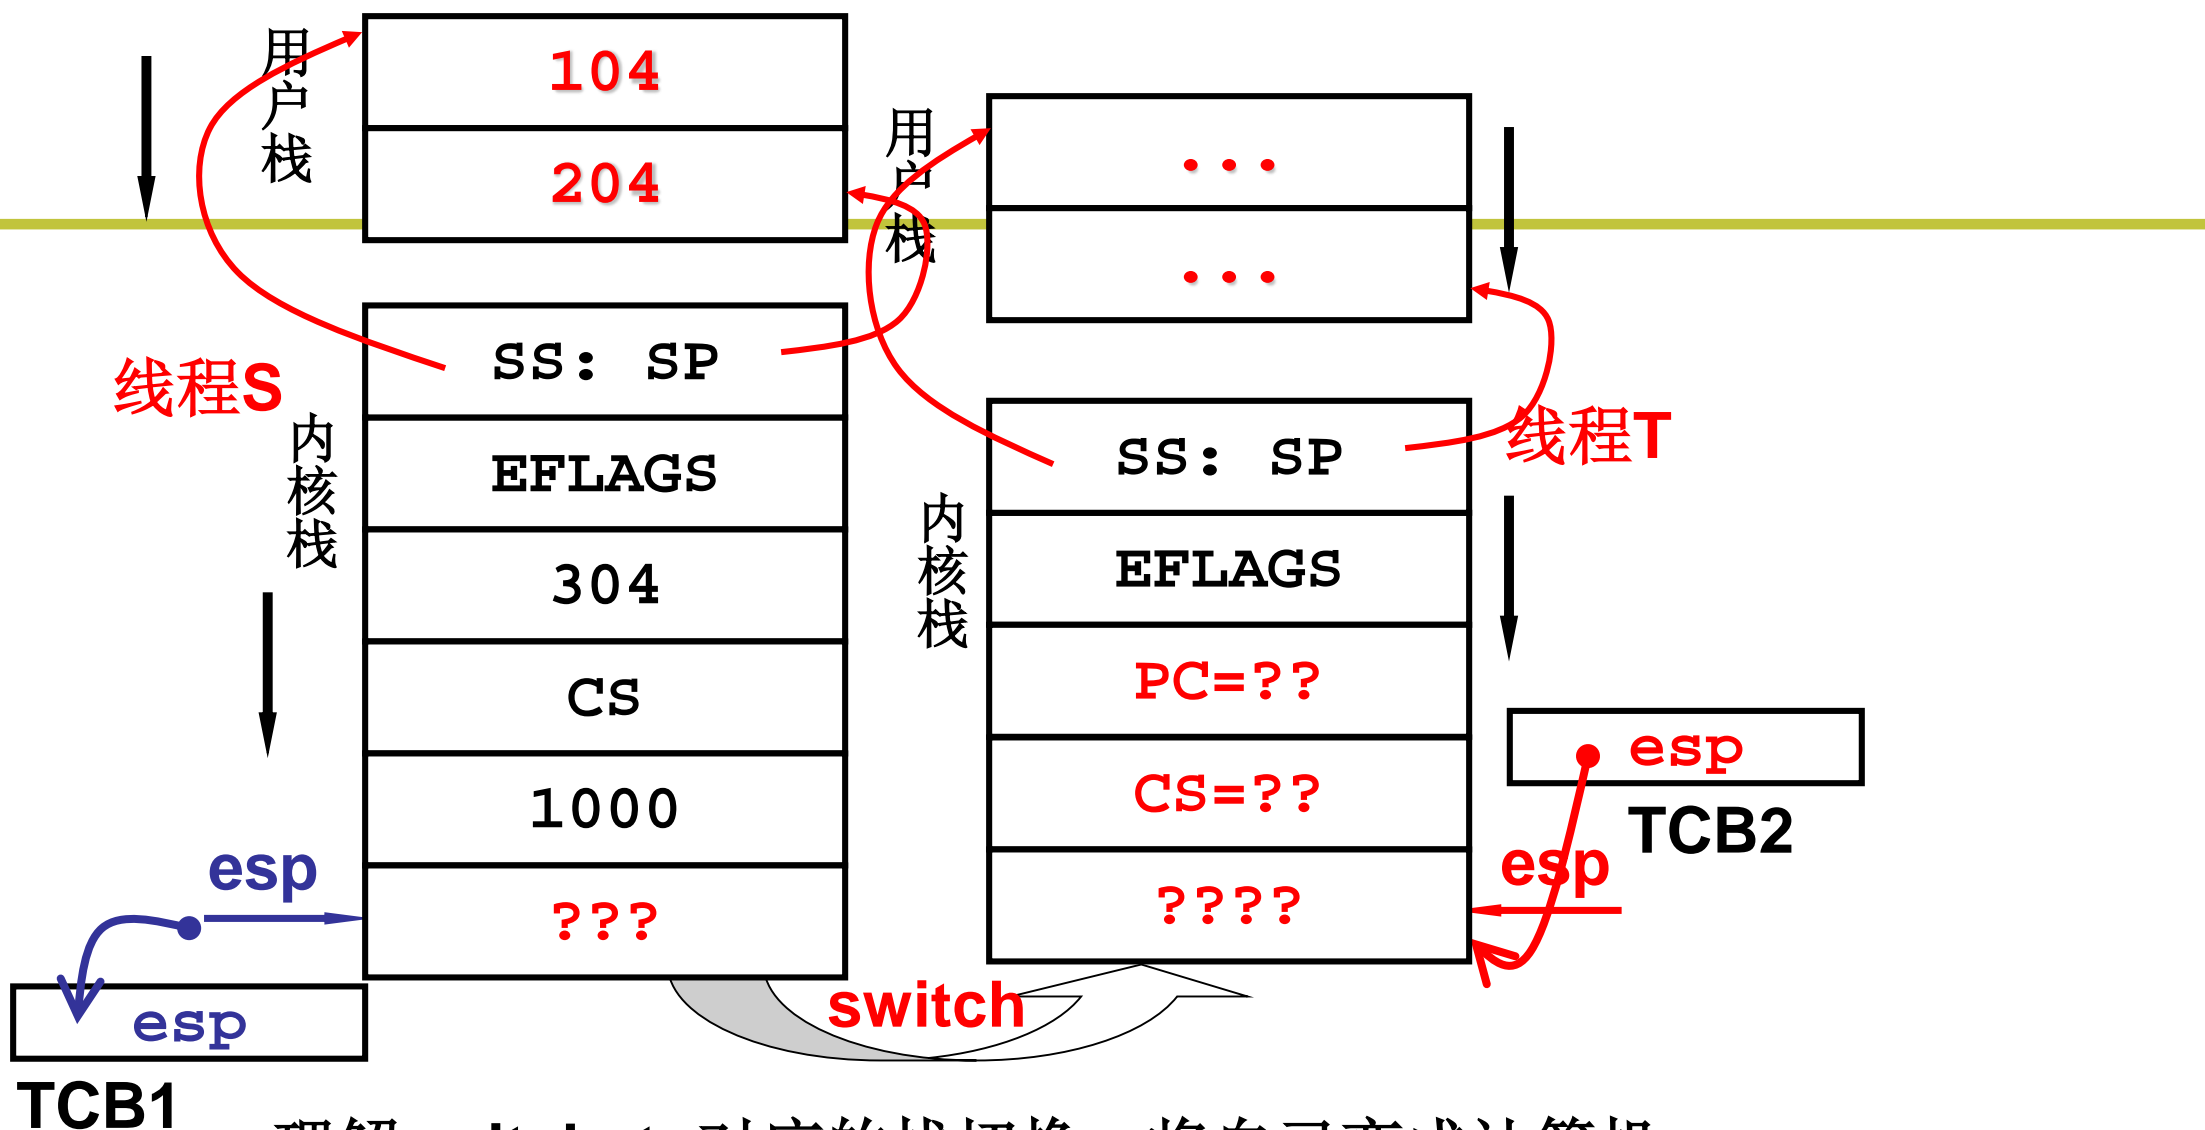 用户栈
104
204
用户栈
...
...
线程S
内核栈
SS: SP
EFLAGS
304
CS
1000
???
线程T
内核栈
SS: SP
EFLAGS
PC=??
CS=??
????
esp
TCB2
esp
esp
esp
TCB1
switch